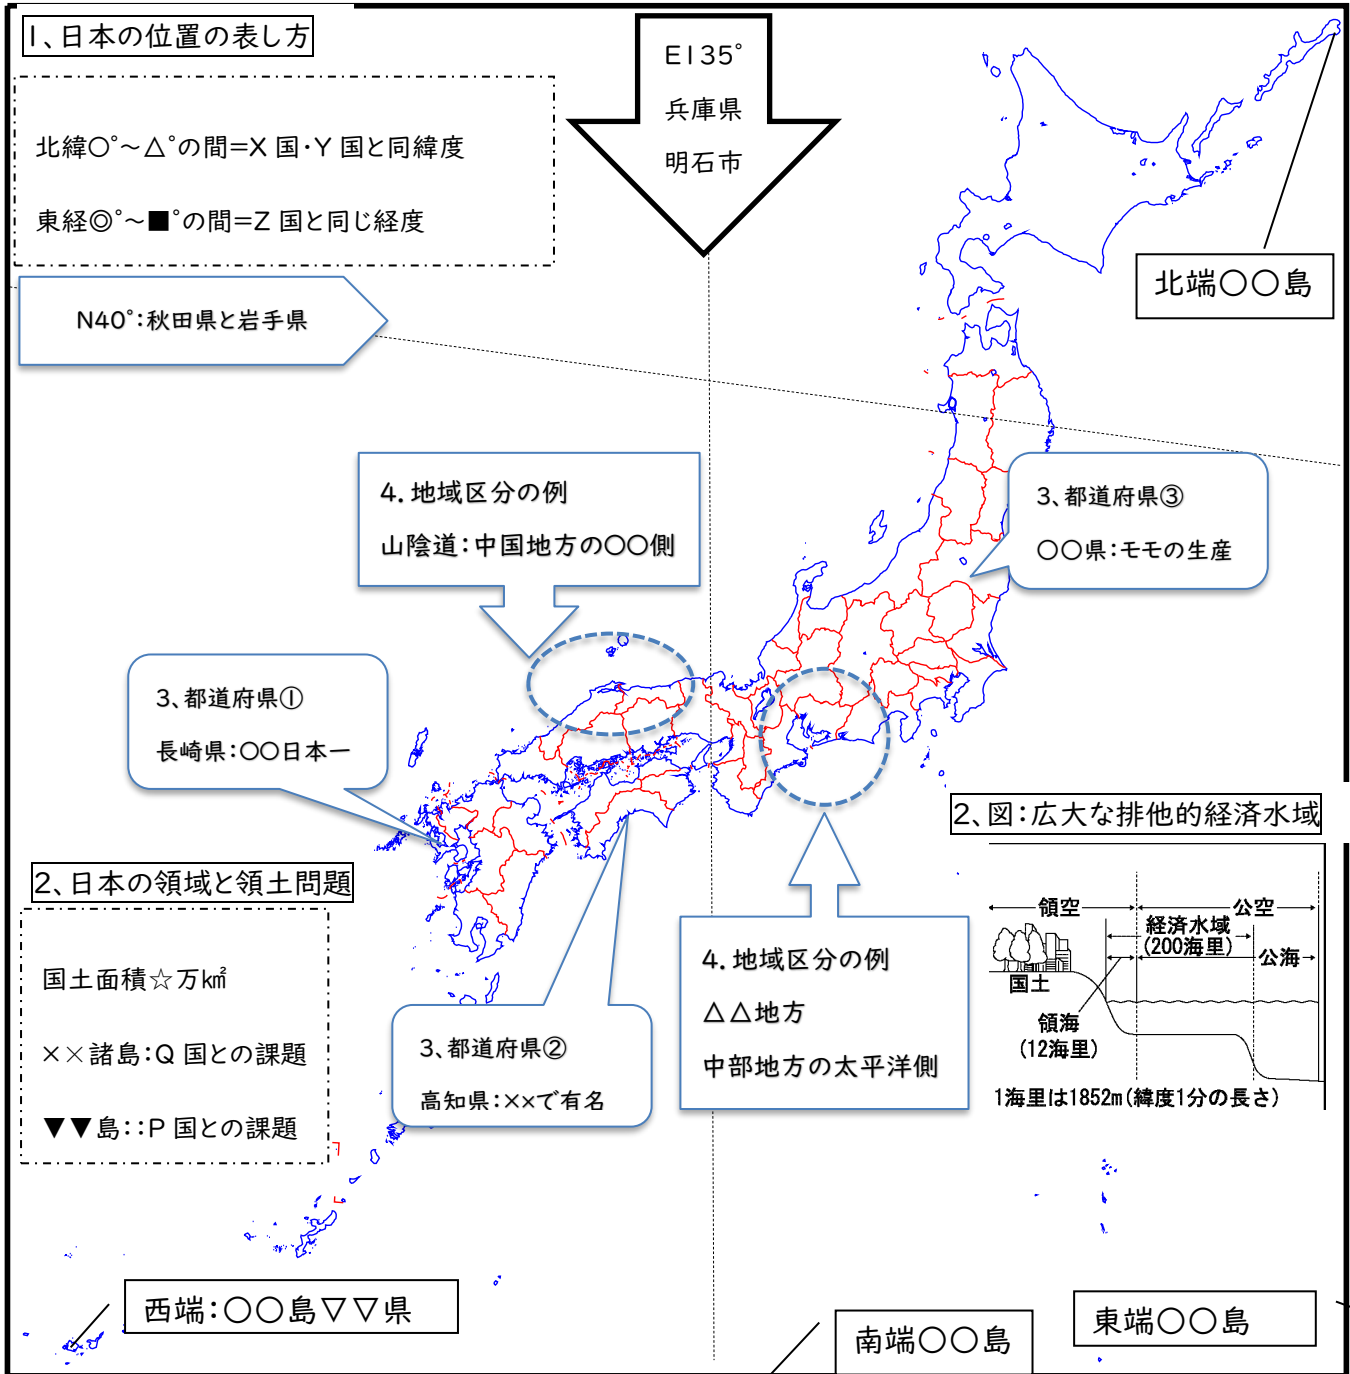 1、日本の位置の表し方
北緯○°～△°の間=X 国・Y 国と同緯度
東経◎°～■°の間=Z 国と同じ経度
E135°
兵庫県
明石市
北端○○島
N40°：秋田県と岩手県
4．地域区分の例
山陰道：中国地方の○○側
3、都道府県③
○○県：モモの生産
3、都道府県①
長崎県：○○日本一
2、図：広大な排他的経済水域
領空
公空
経済水域
(200海里)
公海
国土
領海
(12海里)
1海里は1852m(緯度1分の長さ)
2、日本の領域と領土問題
国土面積☆万㎢
××諸島：Q 国との課題
▼▼島：：P 国との課題
3、都道府県②
高知県：××で有名
4．地域区分の例
△△地方
中部地方の太平洋側
西端：○○島▽▽県
南端○○島
東端○○島